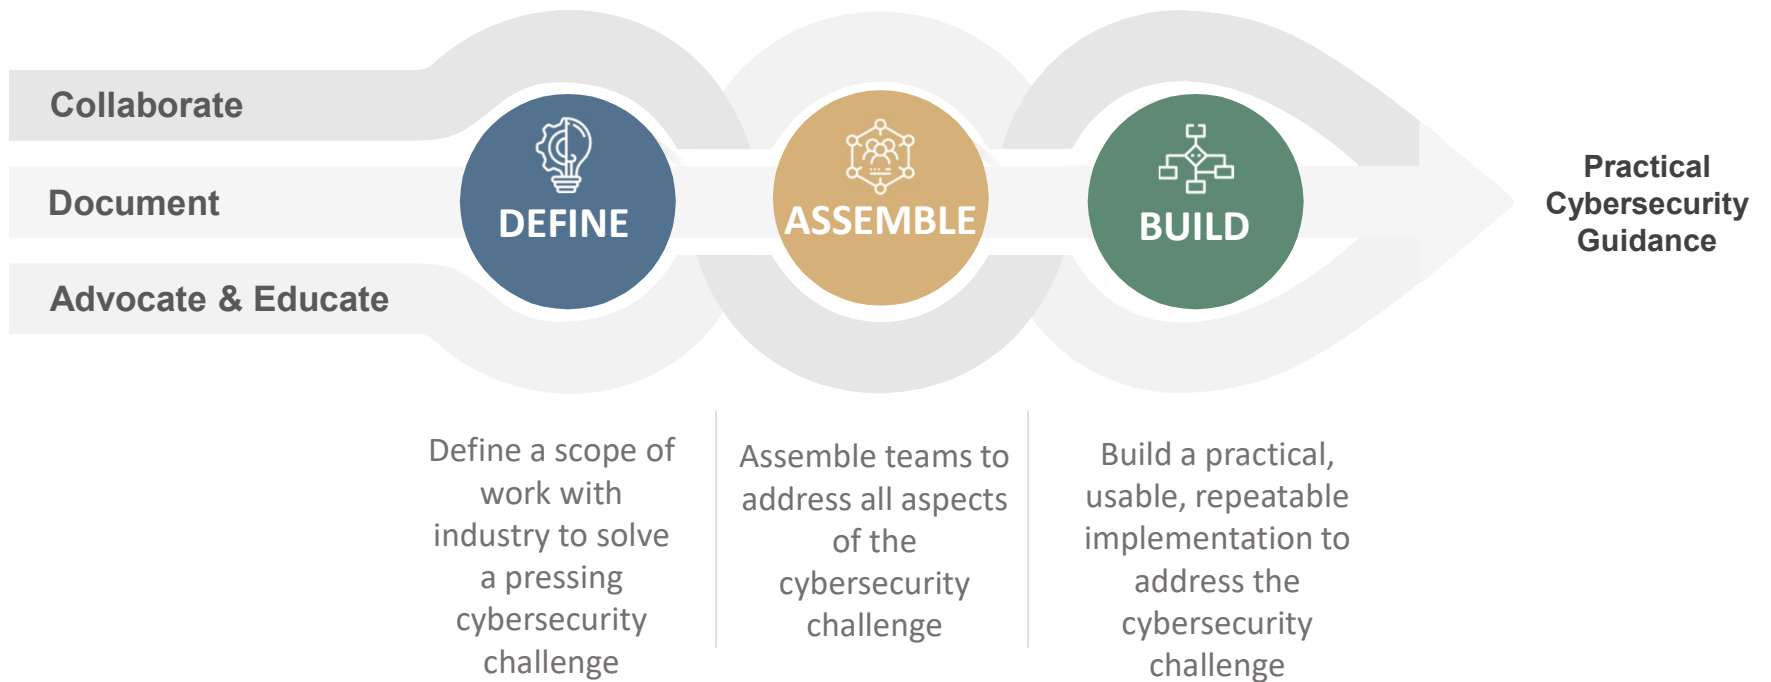 Collaborate
Document
Advocate & Educate
DEFINE
ASSEMBLE
BUILD
Practical
Cybersecurity
Guidance
Define a scope of
work with
industry to solve
a pressing
cybersecurity
challenge
Assemble teams to
address all aspects
of the
cybersecurity
challenge
Build a practical,
usable, repeatable
implementation to
address the
cybersecurity
challenge